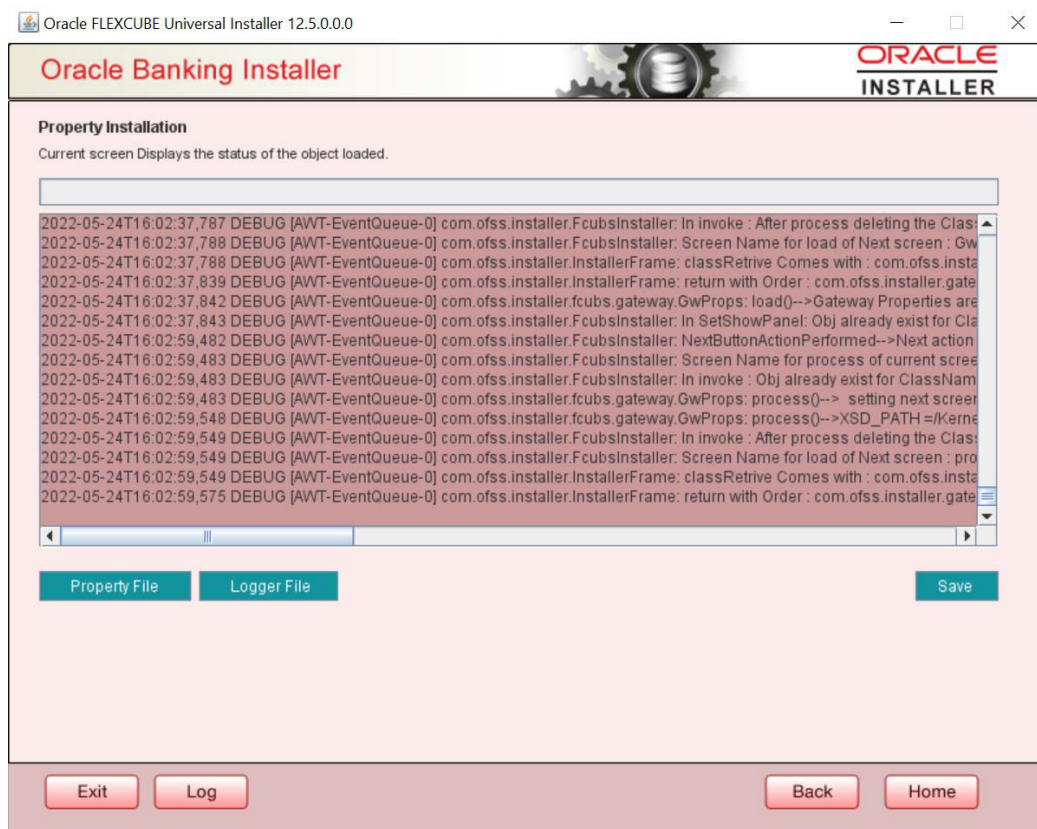 Oracle FLEXCUBE Universal Installer 12.5.0.0.0
Oracle Banking Installer
ORACLE
INSTALLER
Property Installation
Current screen Displays the status of the object loaded.
2022-05-24T16:02:37,787 DEBUG [AWT-EventQueue-0] com.ofss.installer.FcubsInstaller: In invoke : After process deleting the Clas
2022-05-24T16:02:37,788 DEBUG [AWT-EventQueue-0] com.ofss.installer.FcubsInstaller: Screen Name for load of Next screen : Gw
2022-05-24T16:02:37,788 DEBUG [AWT-EventQueue-0] com.ofss.installer.InstallerFrame: classRetrive Comes with : com.ofss.insta
2022-05-24T16:02:37,839 DEBUG [AWT-EventQueue-0] com.ofss.installer.InstallerFrame: return with Order : com.ofss.installer.gate
2022-05-24T16:02:37,842 DEBUG [AWT-EventQueue-0] com.ofss.installer.fcubs.gateway.GwProps: load()-->Gateway Properties are
2022-05-24T16:02:37,843 DEBUG [AWT-EventQueue-0] com.ofss.installer.FcubsInstaller: In SetShowPanel: Obj already exist for Cla
2022-05-24T16:02:59,482 DEBUG [AWT-EventQueue-0] com.ofss.installer.FcubsInstaller: NextButtonActionPerformed-->Next action
2022-05-24T16:02:59,483 DEBUG [AWT-EventQueue-0] com.ofss.installer.FcubsInstaller: Screen Name for process of current scree
2022-05-24T16:02:59,483 DEBUG [AWT-EventQueue-0] com.ofss.installer.FcubsInstaller: In invoke : Obj already exist for ClassNam
2022-05-24T16:02:59,483 DEBUG [AWT-EventQueue-0] com.ofss.installer.fcubs.gateway.GwProps: process()--> setting next screen
2022-05-24T16:02:59,548 DEBUG [AWT-EventQueue-0] com.ofss.installer.fcubs.gateway.GwProps: process()-->XSD_PATH =/Kerne
2022-05-24T16:02:59,549 DEBUG [AWT-EventQueue-0] com.ofss.installer.FcubsInstaller: In invoke : After process deleting the Clas
2022-05-24T16:02:59,549 DEBUG [AWT-EventQueue-0] com.ofss.installer.FcubsInstaller: Screen Name for load of Next screen : pro
2022-05-24T16:02:59,549 DEBUG [AWT-EventQueue-0] com.ofss.installer.InstallerFrame: classRetrive Comes with : com.ofss.insta
2022-05-24T16:02:59,575 DEBUG [AWT-EventQueue-0] com.ofss.installer.InstallerFrame: return with Order : com.ofss.installer.gate
Property File Logger File Save
Exit Log Back Home